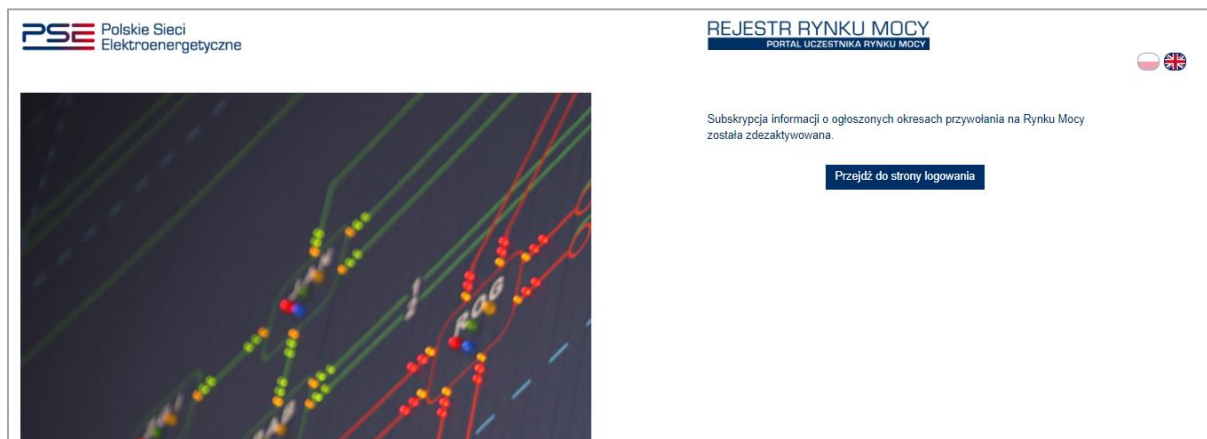 PSE Polskie Sieci
Elektroenergetyczne
REJESTR RYNKU MOCY
PORTAL UCZESTNIKA RYNKU MOCY
Subskrypcja informacji o ogłoszonych okresach przywołania na Rynku Mocy
została zdezaktywowana.
Przejdź do strony logowania
ROG